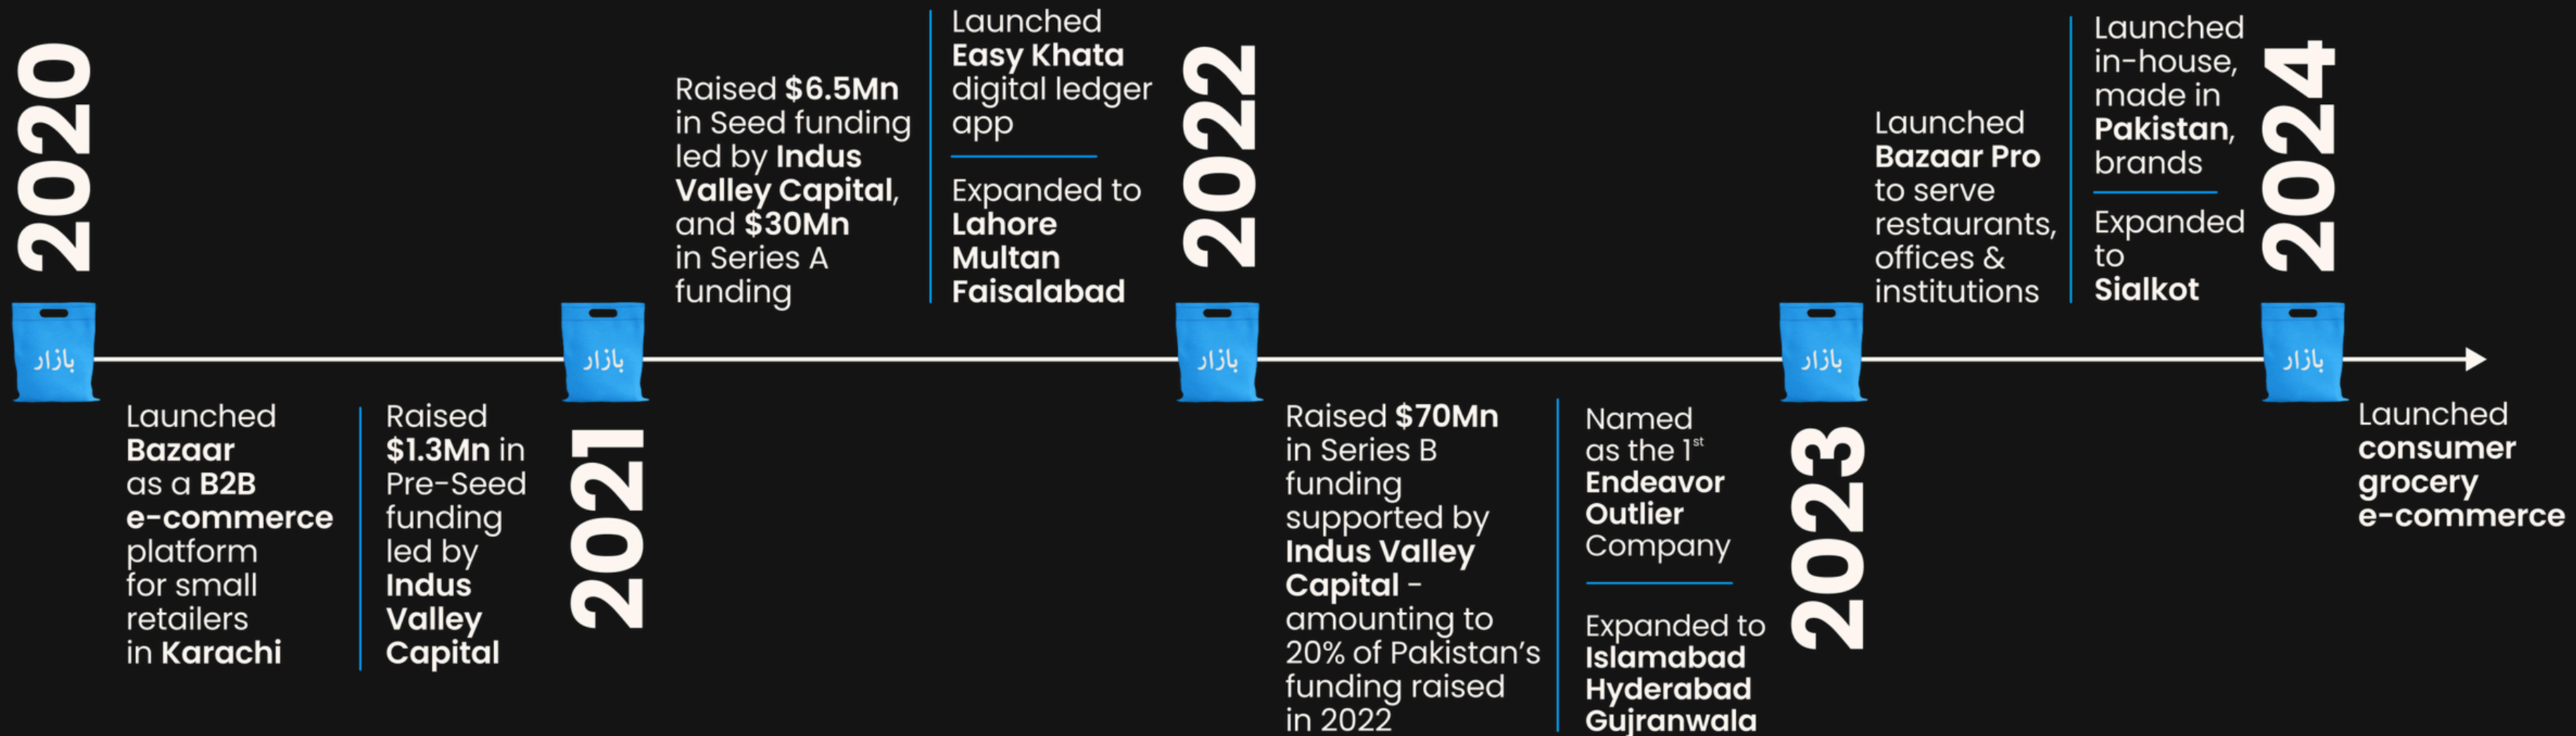 2020
بازار
Launched
Bazaar
as a B2B
e-commerce
platform
for small
retailers
in Karachi
Raised
$1.3Mn in
Pre-Seed
funding
led by
Indus
Valley
Capital
2021
بازار
Raised $6.5Mn
in Seed funding
led by Indus
Valley Capital,
and $30Mn
in Series A
funding
Launched
Easy Khata
digital ledger
app
Expanded to
Lahore
Multan
Faisalabad
2022
بازار
Raised $70Mn
in Series B
funding
supported by
Indus Valley
Capital -
amounting to
20% of Pakistan's
funding raised
in 2022
Named
as the 1st
Endeavor
Outlier
Company
Expanded to
Islamabad
Hyderabad
Gujranwala
2023
بازار
Launched
Bazaar Pro
to serve
restaurants,
offices &
institutions
Launched
in-house,
made in
Pakistan,
brands
Expanded
to
Sialkot
2024
بازار
Launched
consumer
grocery
e-commerce